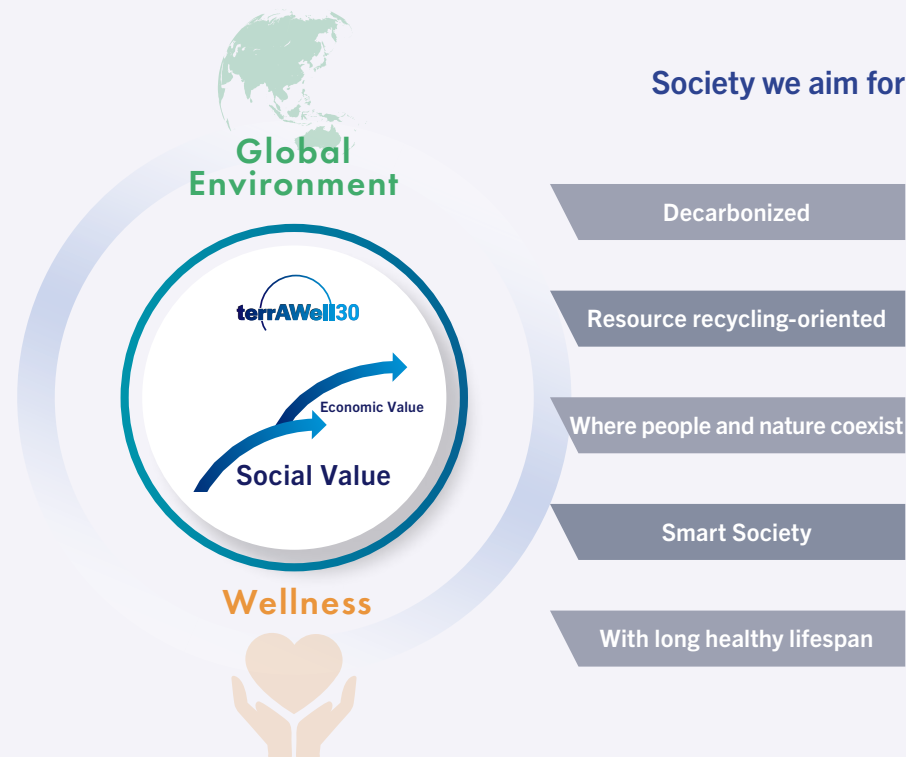 Society we aim for
Global
Environment
terrAWell30
Economic Value
Social Value
Wellness
Decarbonized
Resource recycling-oriented
Where people and nature coexist
Smart Society
With long healthy lifespan